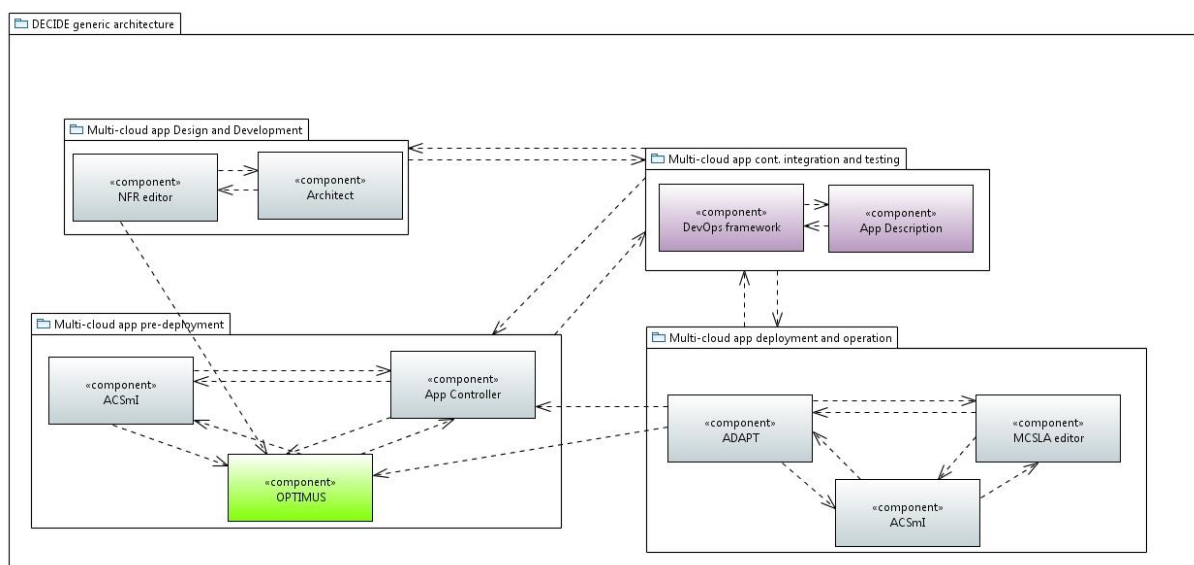 DECIDE generic architecture
Multi-cloud app Design and Development
«component»
NFR editor
«component»
Architect
Multi-cloud app cont. integration and testing
«component»
DevOps framework
«component»
App Description
Multi-cloud app pre-deployment
«component»
ACSmI
«component»
App Controller
«component»
OPTIMUS
Multi-cloud app deployment and operation
«component»
ADAPT
«component»
MCSLA editor
«component»
ACSmI